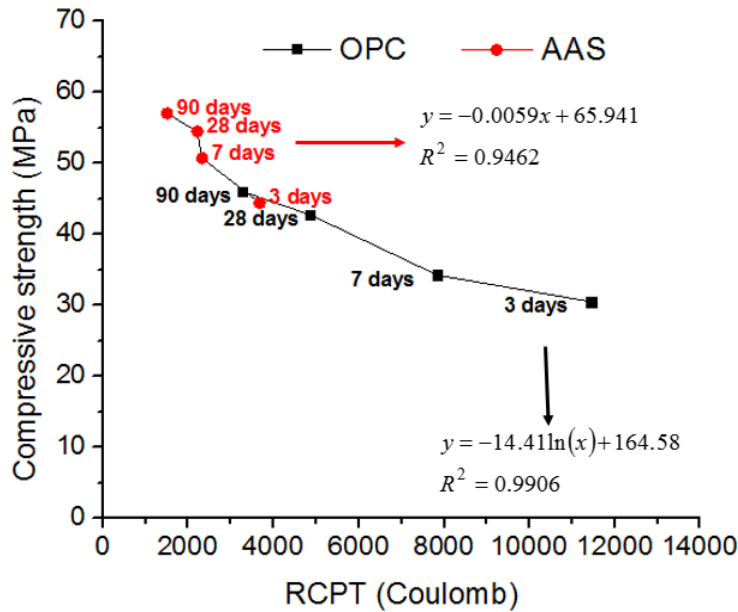 OPC AAS
Compressive strength (MPa)
70
60
50
40
30
20
10
0
90 days
28 days
7 days
3 days
90 days
28 days
7 days
3 days
y = −0.0059x + 65.941
R² = 0.9462
y = −14.41ln(x) + 164.58
R² = 0.9906
0 2000 4000 6000 8000 10000 12000 14000
RCPT (Coulomb)